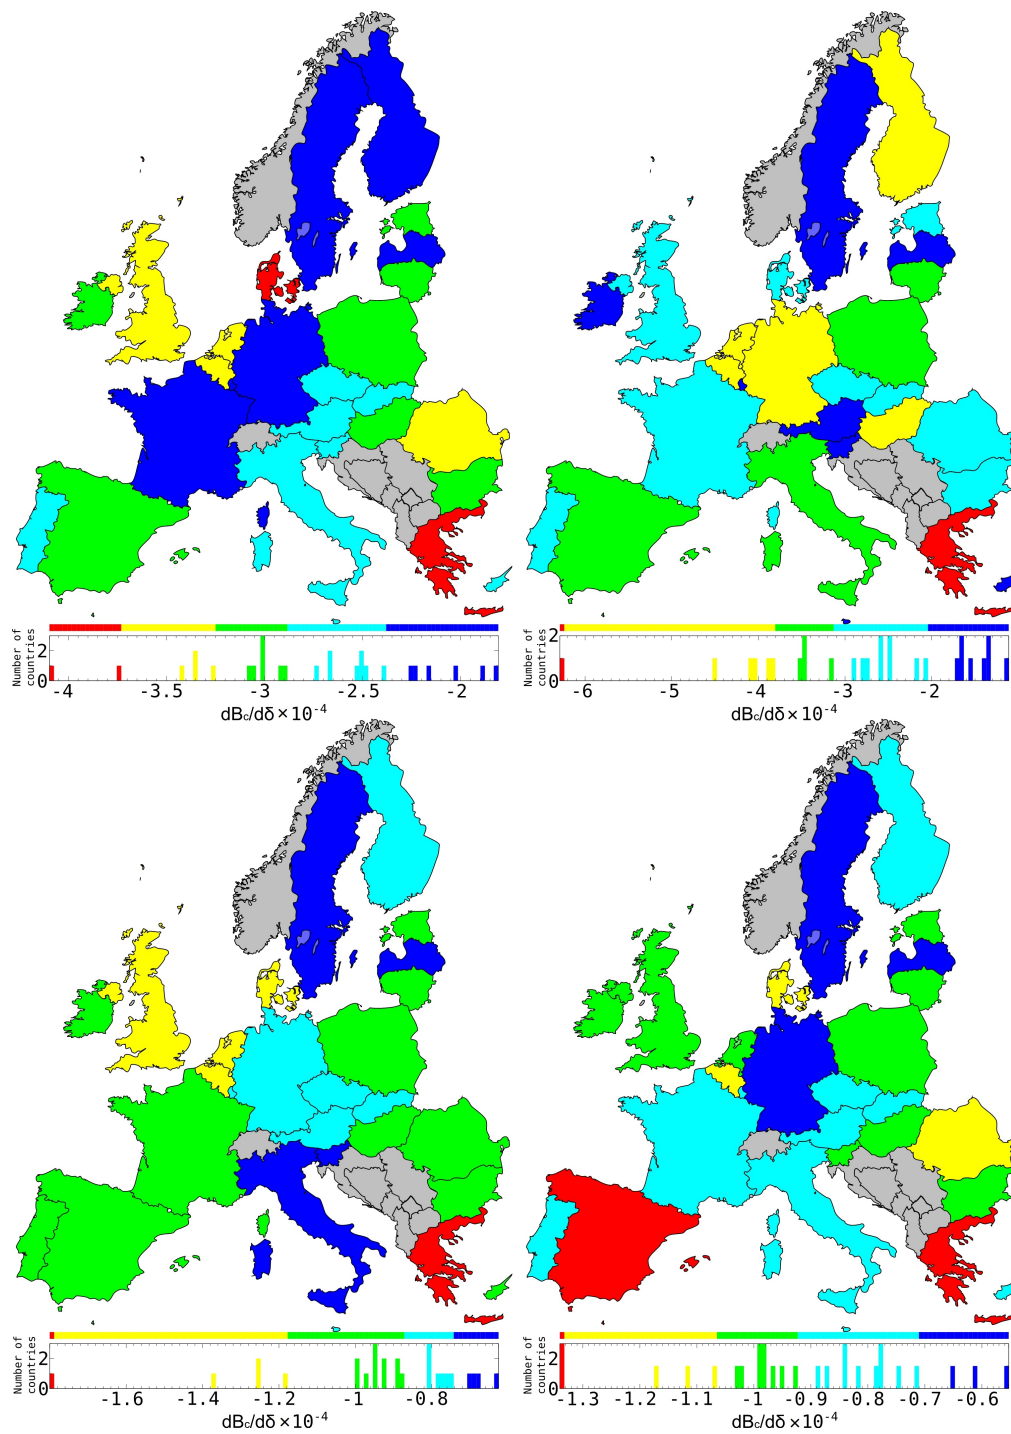 Number of
countries
2
0
-4
-3.5
-3
-2.5
-2
dBc/dδ×10-4
Number of
countries
2
1
0
-6
-5
-4
-3
-2
dBc/dδ×10-4
Number of
countries
2
0
-1.6
-1.4
-1.2
-1
-0.8
dBc/dδ×10-4
Number of
countries
2
0
-1.3
-1.2
-1.1
-1
-0.9
-0.8
-0.7
-0.6
dBc/dδ×10-4